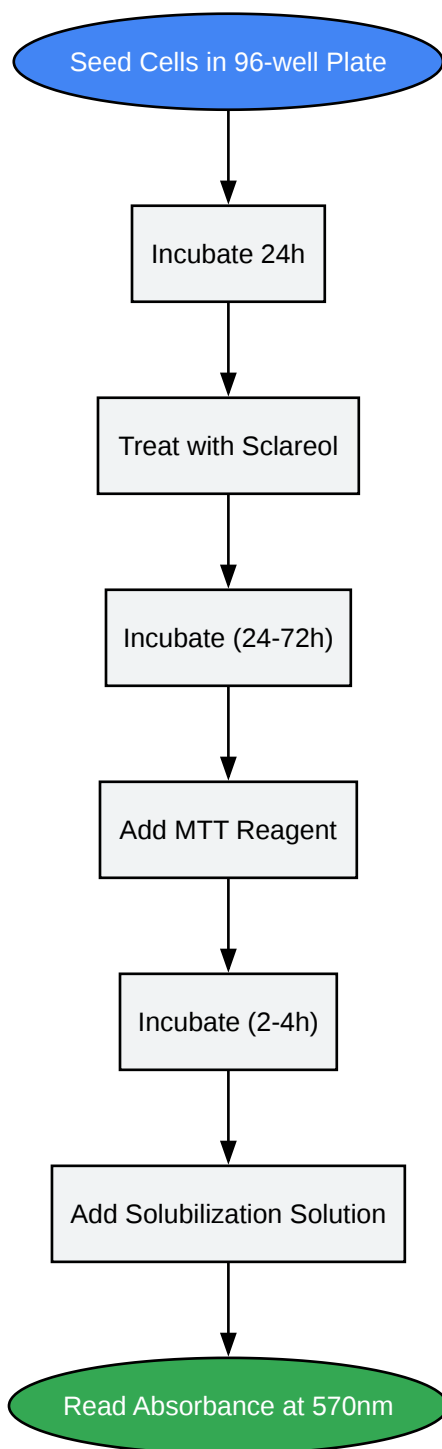 Seed Cells in 96-well Plate
Incubate 24h
Treat with Sclareol
Incubate (24-72h)
Add MTT Reagent
Incubate (2-4h)
Add Solubilization Solution
Read Absorbance at 570nm